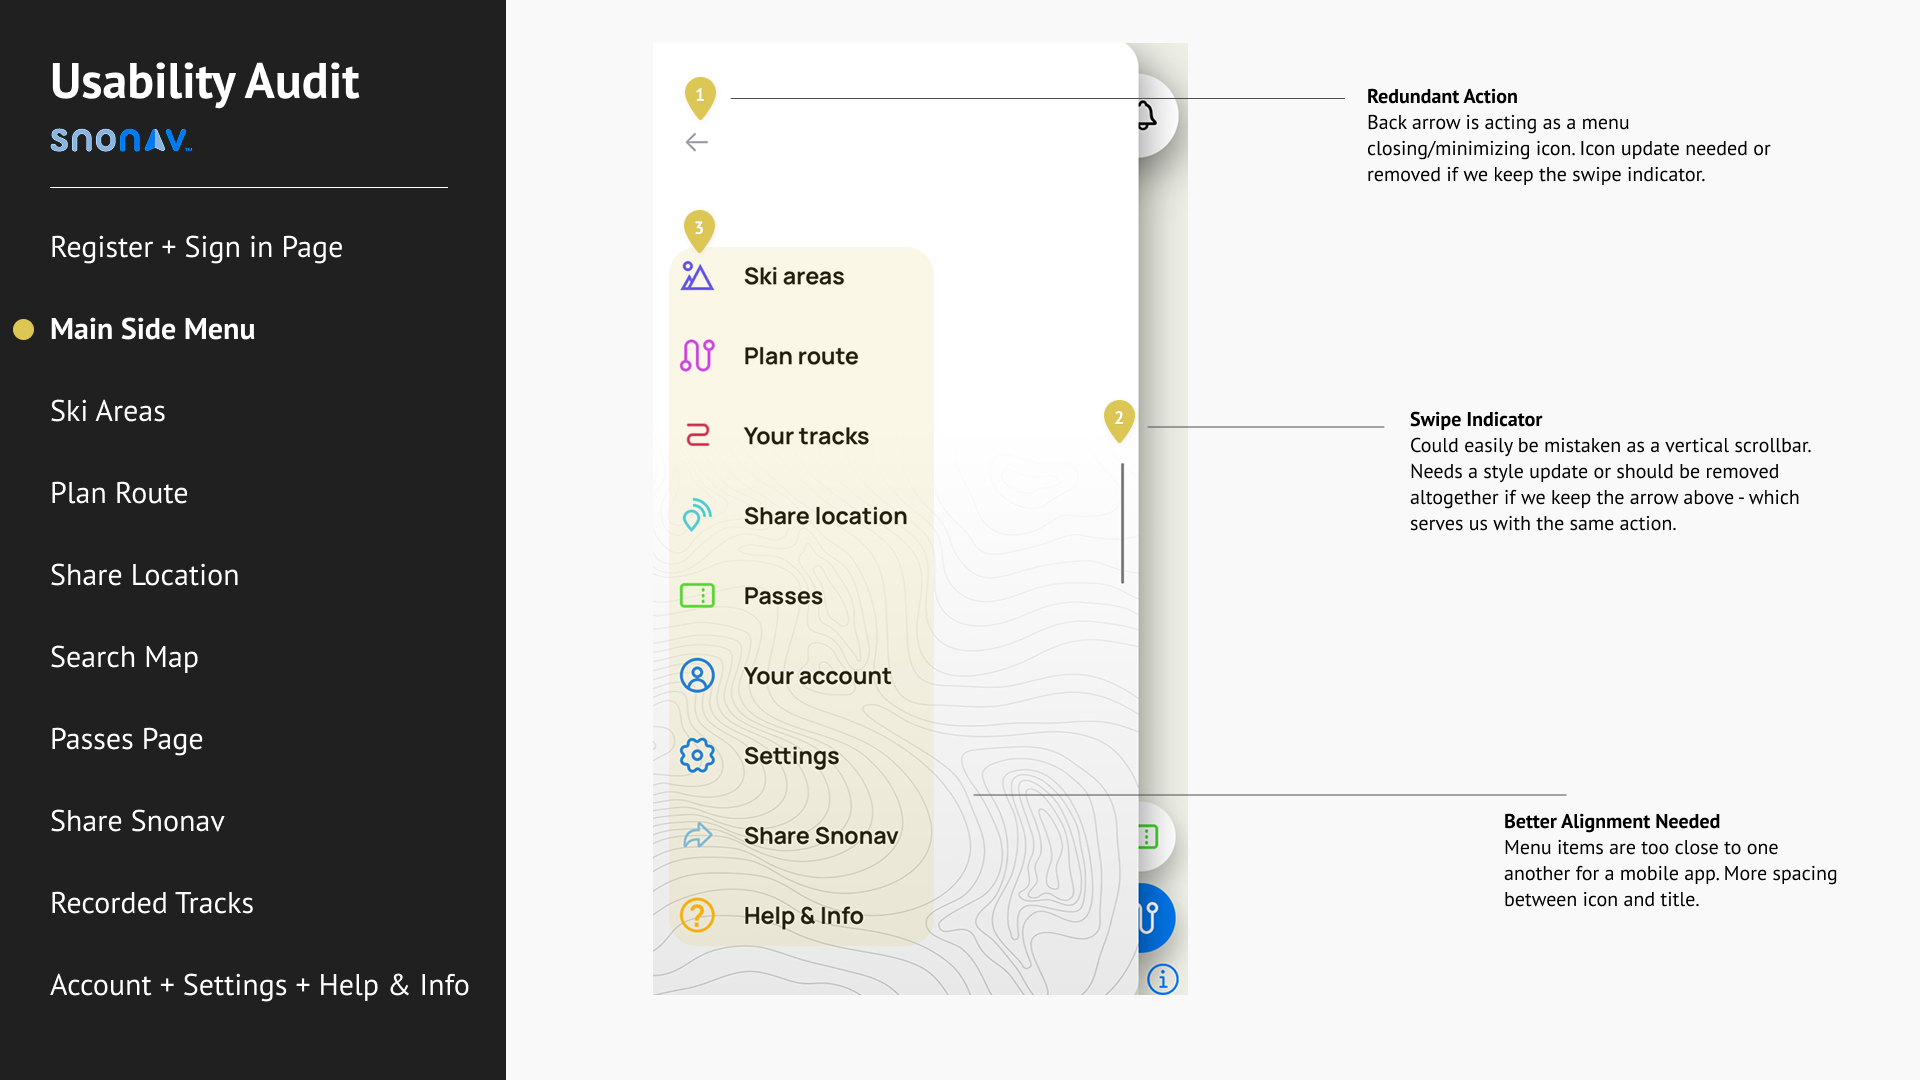 Usability Audit
snonav™
Register + Sign in Page
Main Side Menu
Ski Areas
Plan Route
Share Location
Search Map
Passes Page
Share Snonav
Recorded Tracks
Account + Settings + Help & Info
1
3
Ski areas
Plan route
Your tracks
Share location
Passes
Your account
Settings
Share Snonav
Help & Info
2
Redundant Action
Back arrow is acting as a menu
closing/minimizing icon. Icon update needed or
removed if we keep the swipe indicator.
Swipe Indicator
Could easily be mistaken as a vertical scrollbar.
Needs a style update or should be removed
altogether if we keep the arrow above - which
serves us with the same action.
Better Alignment Needed
Menu items are too close to one
another for a mobile app. More spacing
between icon and title.